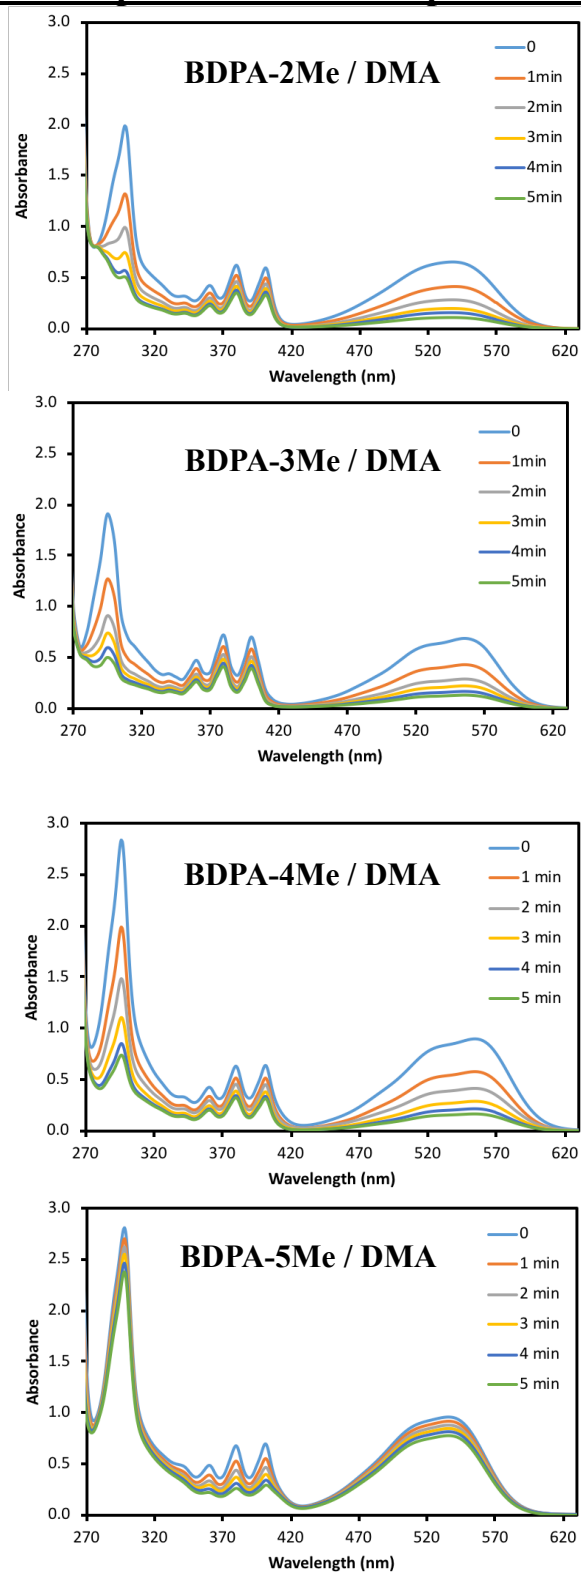 3.0
BDPA-2Me / DMA
0
2.5
1min
2min
2.0
3min
4min
1.5
5min
Absorbance
1.0
0.5
0.0
270 320 370 420 470 520 570 620
Wavelength (nm)
3.0
BDPA-3Me / DMA
0
2.5
1min
2min
2.0
3min
4min
1.5
5min
Absorbance
1.0
0.5
0.0
270 320 370 420 470 520 570 620
Wavelength (nm)
3.0
BDPA-4Me / DMA
0
2.5
1 min
2 min
2.0
3 min
4 min
1.5
5 min
Absorbance
1.0
0.5
0.0
270 320 370 420 470 520 570 620
Wavelength (nm)
3.0
BDPA-5Me / DMA
0
2.5
1 min
2 min
2.0
3 min
4 min
1.5
5 min
Absorbance
1.0
0.5
0.0
270 320 370 420 470 520 570 620
Wavelength (nm)